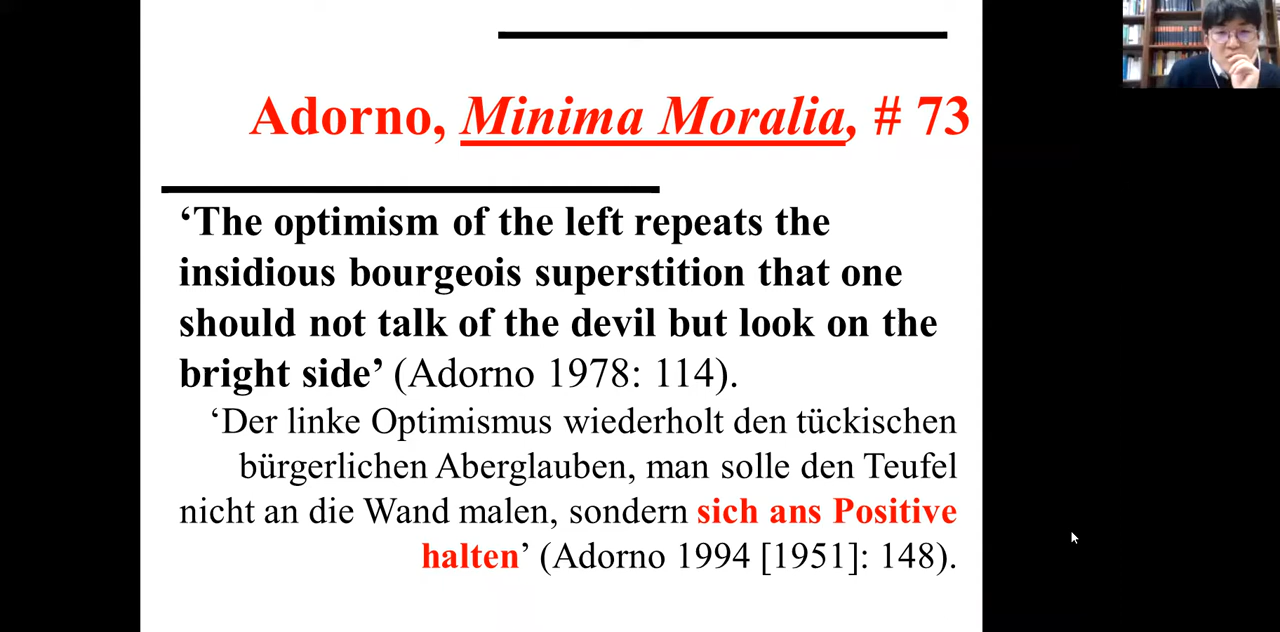 Adorno, Minima Moralia, # 73
‘The optimism of the left repeats the
insidious bourgeois superstition that one
should not talk of the devil but look on the
bright side’ (Adorno 1978: 114).
‘Der linke Optimismus wiederholt den tückischen
bürgerlichen Aberglauben, man solle den Teufel
nicht an die Wand malen, sondern sich ans Positive
halten’ (Adorno 1994 [1951]: 148).